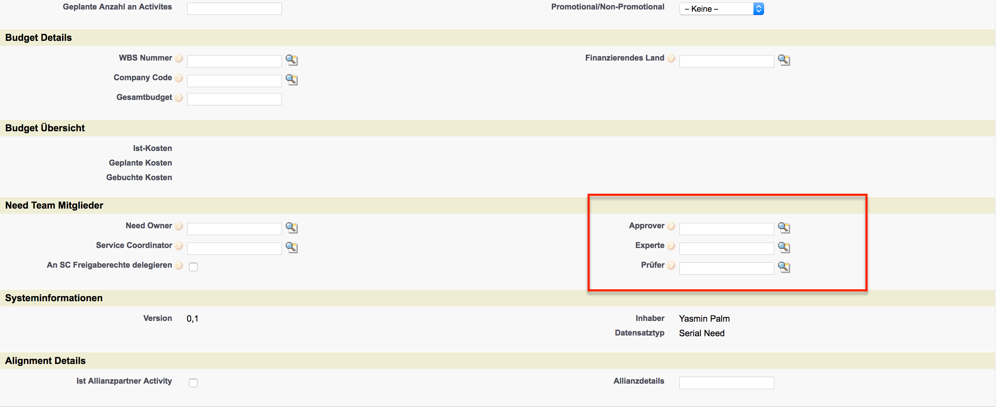 Geplante Anzahl an Activites Promotional/Non-Promotional – Keine –
Budget Details
WBS Nummer ? Finanzierendes Land ?
Company Code ?
Gesamtbudget ?
Budget Übersicht
Ist-Kosten
Geplante Kosten
Gebuchte Kosten
Need Team Mitglieder
Need Owner ? Approver ?
Service Coordinator ? Experte ?
An SC Freigaberechte delegieren ? Prüfer ?
Systeminformationen
Version 0,1 Inhaber Yasmin Palm
Datensatztyp Serial Need
Alignment Details
Ist Allianzpartner Activity Allianzdetails